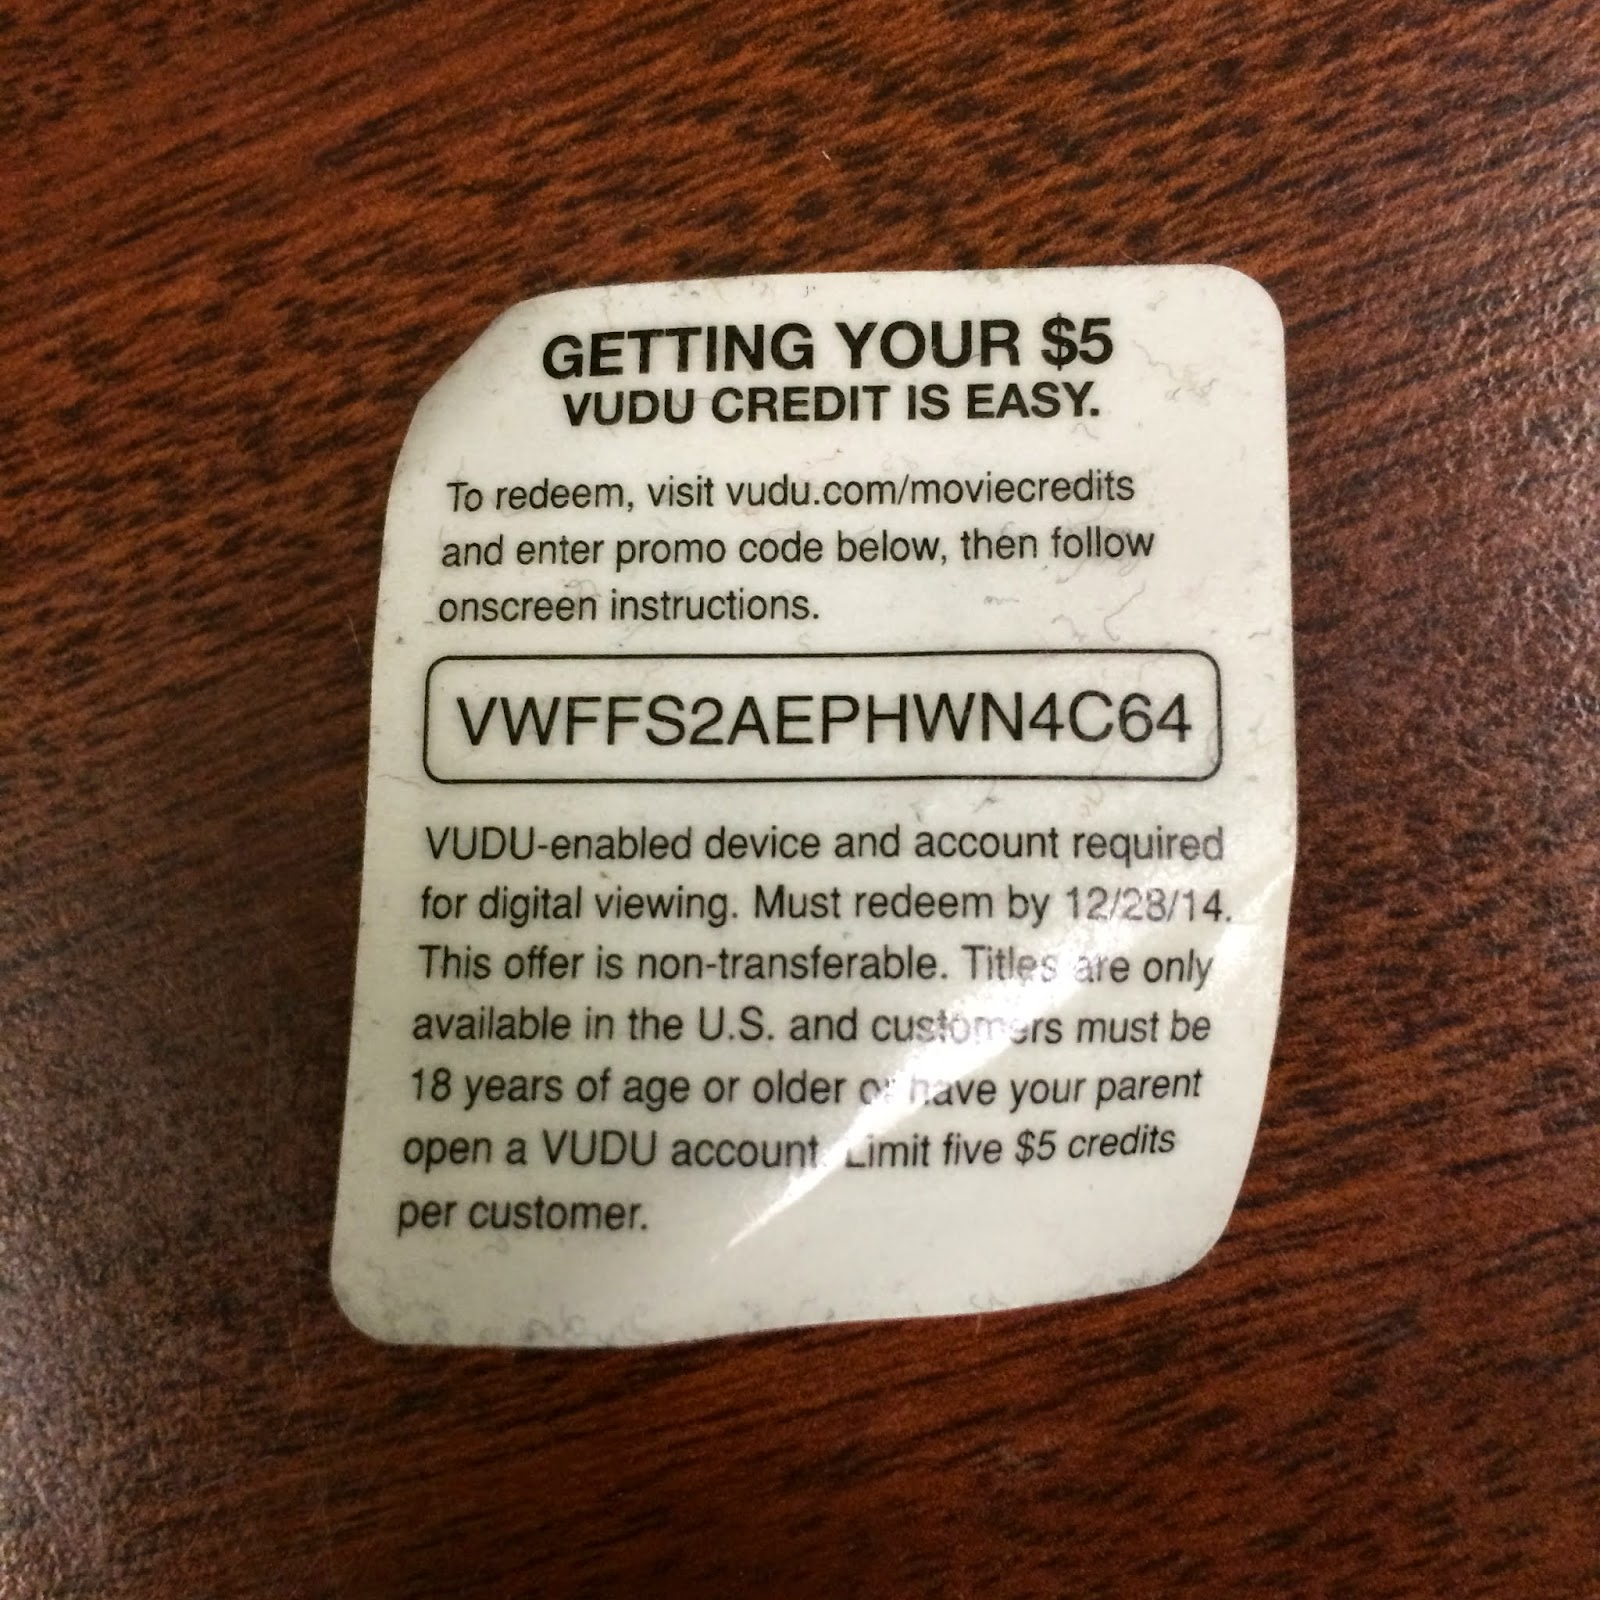 GETTING YOUR $5
VUDU CREDIT IS EASY.
To redeem, visit vudu.com/moviecredits
and enter promo code below, then follow
onscreen instructions.
VWFFS2AEPHWN4C64
VUDU-enabled device and account required
for digital viewing. Must redeem by 12/28/14.
This offer is non-transferable. Titles are only
available in the U.S. and customers must be
18 years of age or older or have your parent
open a VUDU account. Limit five $5 credits
per customer.